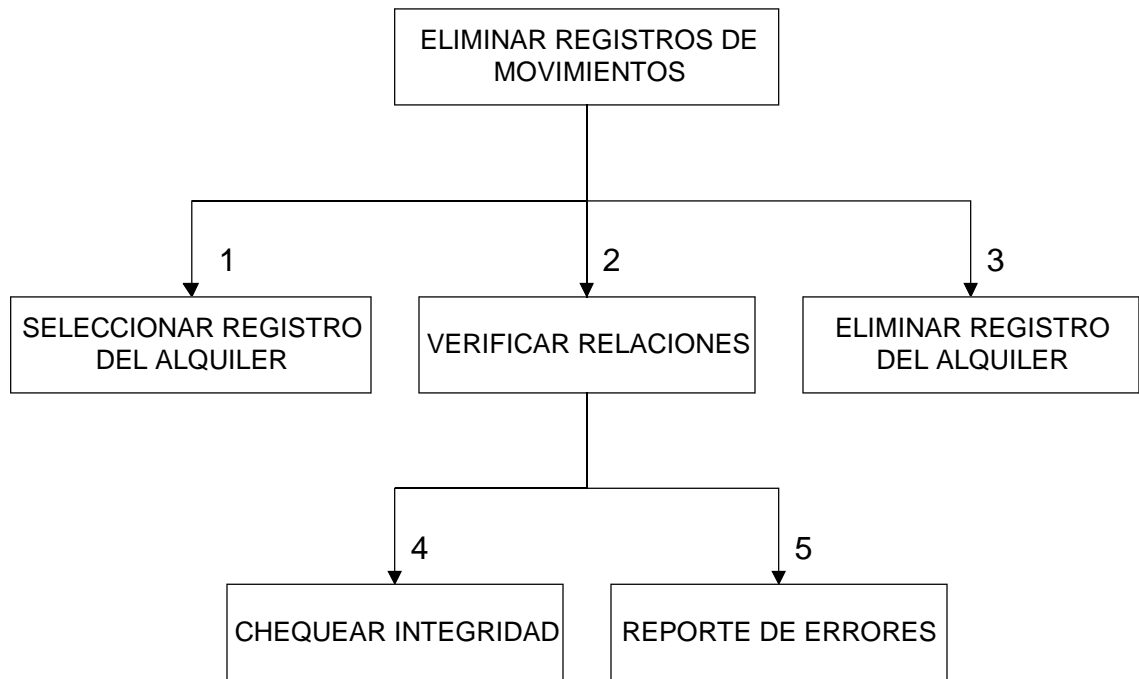 ELIMINAR REGISTROS DE
MOVIMIENTOS
1
2
3
SELECCIONAR REGISTRO
DEL ALQUILER
VERIFICAR RELACIONES
ELIMINAR REGISTRO
DEL ALQUILER
4
5
CHEQUEAR INTEGRIDAD
REPORTE DE ERRORES